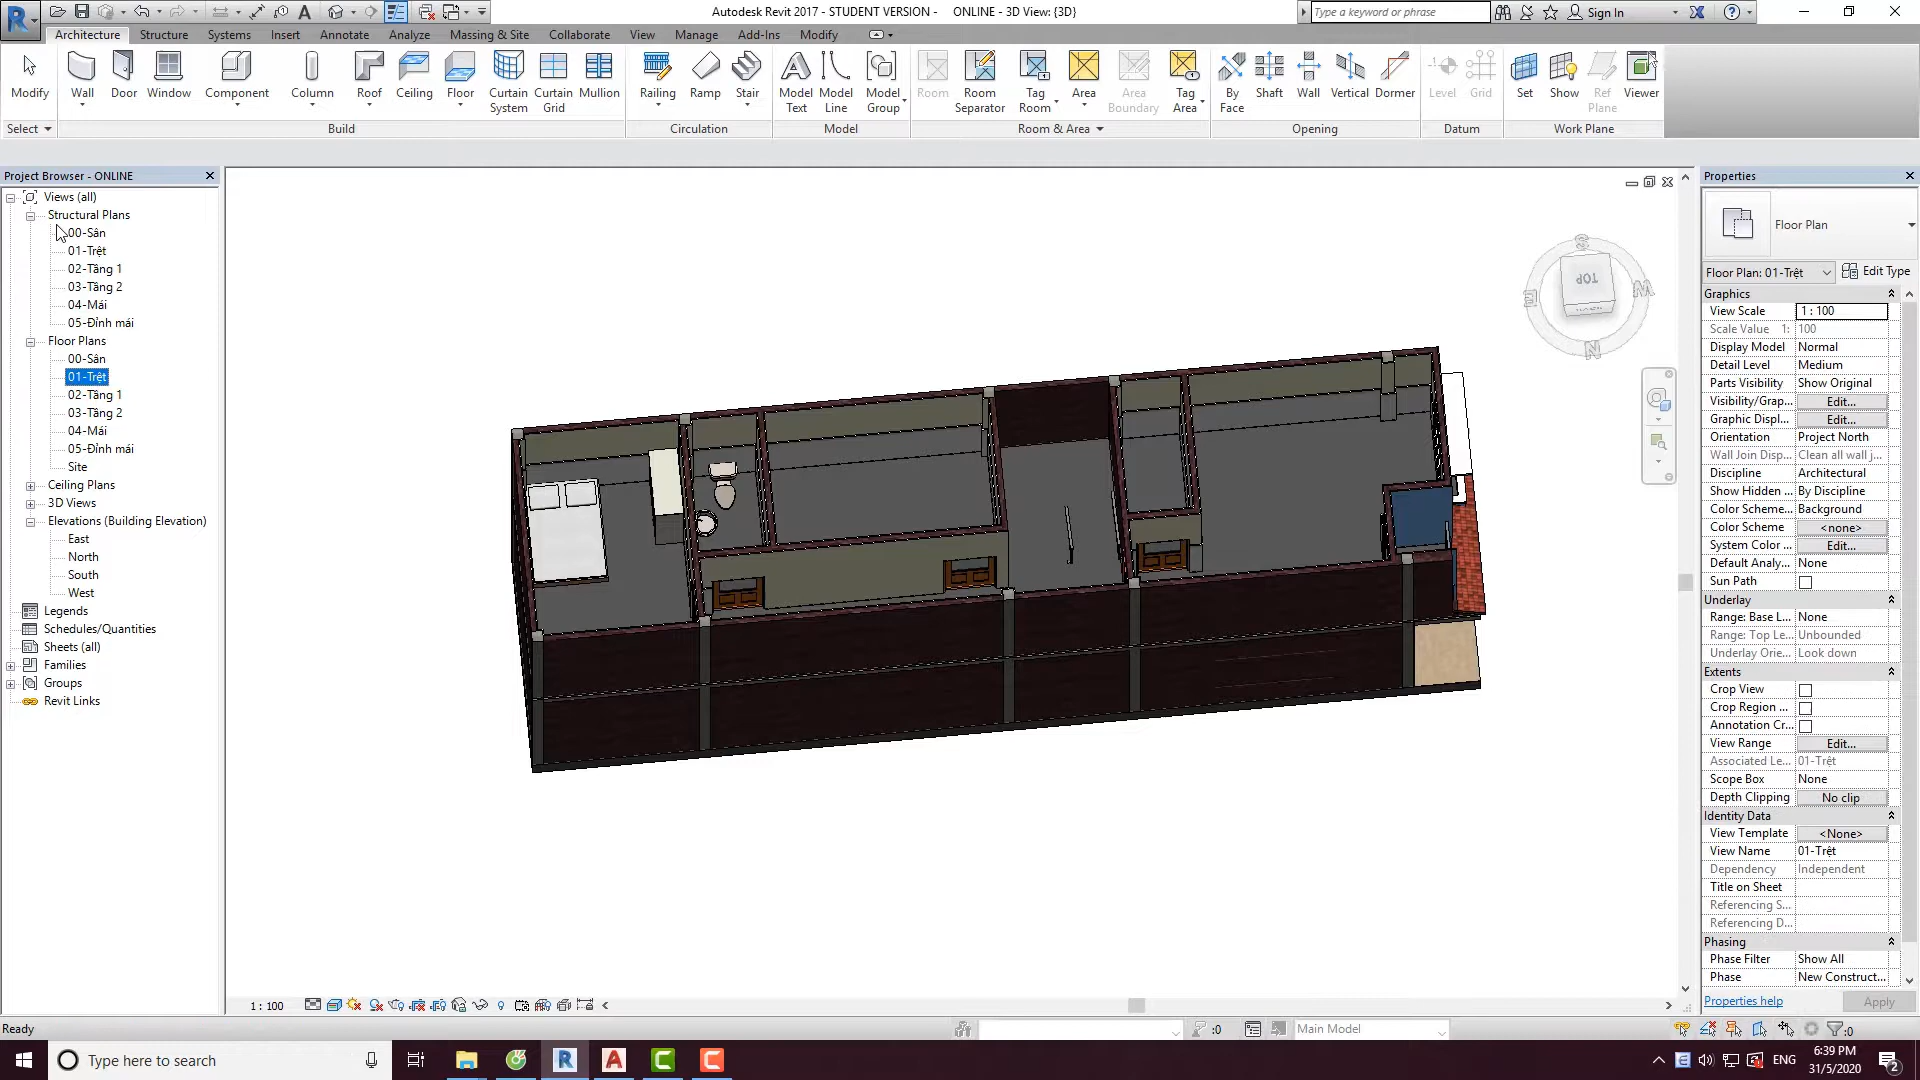 Autodesk Revit 2017 - STUDENT VERSION - ONLINE - 3D View: {3D}
Type a keyword or phrase
Sign In
Architecture Structure Systems Insert Annotate Analyze Massing & Site Collaborate View Manage Add-Ins Modify
Modify Wall Door Window Component Column Roof Ceiling Floor Curtain System Curtain Grid Mullion Railing Ramp Stair Model Text Model Line Model Group Room Room Separator Tag Room Area Area Boundary Tag Area By Face Shaft Wall Vertical Dormer Level Grid Set Show Ref Plane Viewer
Select Build Circulation Model Room & Area Opening Datum Work Plane
Project Browser - ONLINE
Views (all)
Structural Plans
00-Sân
01-Trệt
02-Tầng 1
03-Tầng 2
04-Mái
05-Đỉnh mái
Floor Plans
00-Sân
01-Trệt
02-Tầng 1
03-Tầng 2
04-Mái
05-Đỉnh mái
Site
Ceiling Plans
3D Views
Elevations (Building Elevation)
East
North
South
West
Legends
Schedules/Quantities
Sheets (all)
Families
Groups
Revit Links
TOP
S
W
N
Properties
Floor Plan
Floor Plan: 01-Trệt
Edit Type
Graphics
View Scale 1 : 100
Scale Value 1: 100
Display Model Normal
Detail Level Medium
Parts Visibility Show Original
Visibility/Grap... Edit...
Graphic Displ... Edit...
Orientation Project North
Wall Join Disp... Clean all wall j...
Discipline Architectural
Show Hidden ... By Discipline
Color Scheme... Background
Color Scheme <none>
System Color ... Edit...
Default Analy... None
Sun Path
Underlay
Range: Base L... None
Range: Top Le... Unbounded
Underlay Orie... Look down
Extents
Crop View
Crop Region ...
Annotation Cr...
View Range Edit...
Associated Le... 01-Trệt
Scope Box None
Depth Clipping No clip
Identity Data
View Template <None>
View Name 01-Trệt
Dependency Independent
Title on Sheet
Referencing S...
Referencing D...
Phasing
Phase Filter Show All
Phase New Construct...
Properties help
Apply
1 : 100
Ready
:0
Main Model
:0
Type here to search
ENG
6:39 PM
31/5/2020
2